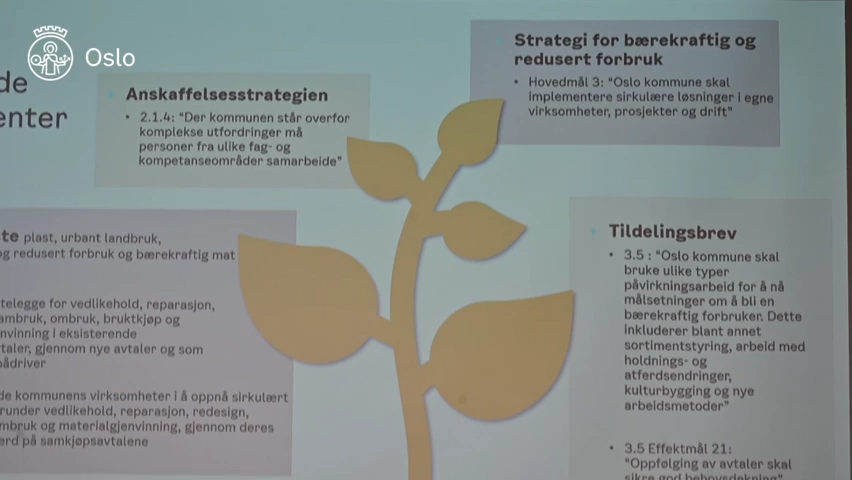 Oslo
de
enter
Anskaffelsesstrategien
• 2.1.4: “Der kommunen står overfor
komplekse utfordringer må
personer fra ulike fag- og
kompetanseområder samarbeide”
Strategi for bærekraftig og
redusert forbruk
• Hovedmål 3: “Oslo kommune skal
implementere sirkulære løsninger i egne
virksomheter, prosjekter og drift”
te plast, urbant landbruk,
og redusert forbruk og bærekraftig mat
telegge for vedlikehold, reparasjon,
ambruk, ombruk, bruktkjøp og
nvinning i eksisterende
taler, gjennom nye avtaler og som
pådriver
de kommunens virksomheter i å oppnå sirkulært
runder vedlikehold, reparasjon, redesign,
mbruk og materialgjenvinning, gjennom deres
erd på samkjøpsavtalene
Tildelingsbrev
• 3.5 : “Oslo kommune skal
bruke ulike typer
påvirkningsarbeid for å nå
målsetninger om å bli en
bærekraftig forbruker. Dette
inkluderer blant annet
sortimentstyring, arbeid med
holdnings- og
atferdsendringer,
kulturbygging og nye
arbeidsmetoder”
• 3.5 Effektmål 21:
“Oppfølging av avtaler skal
sikre god behovsdekning”